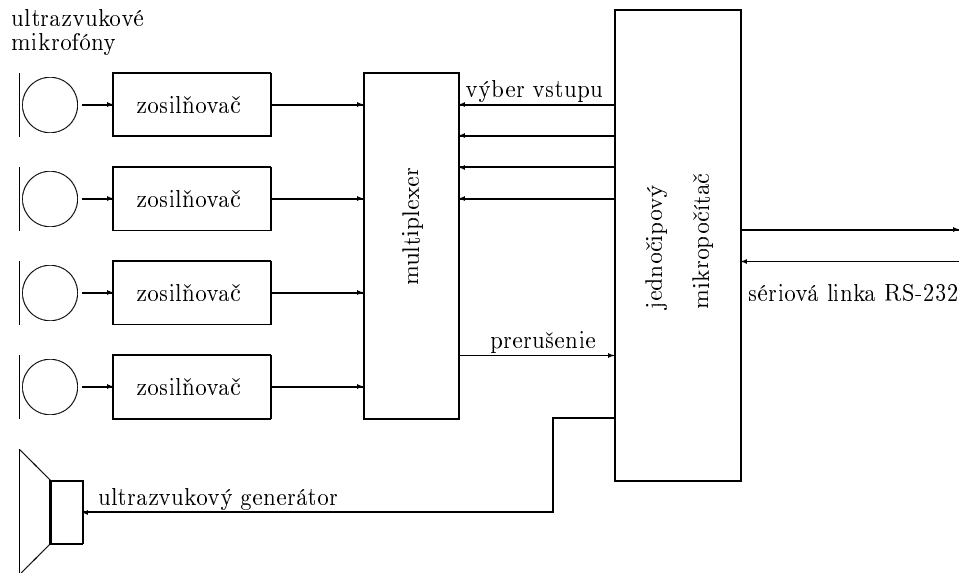 ultrazvukové
mikrofóny
zosilňovač
výber vstupu
zosilňovač
multiplexer
jednočipový
mikropočítač
zosilňovač
sériová linka RS-232
prerušenie
zosilňovač
ultrazvukový generátor